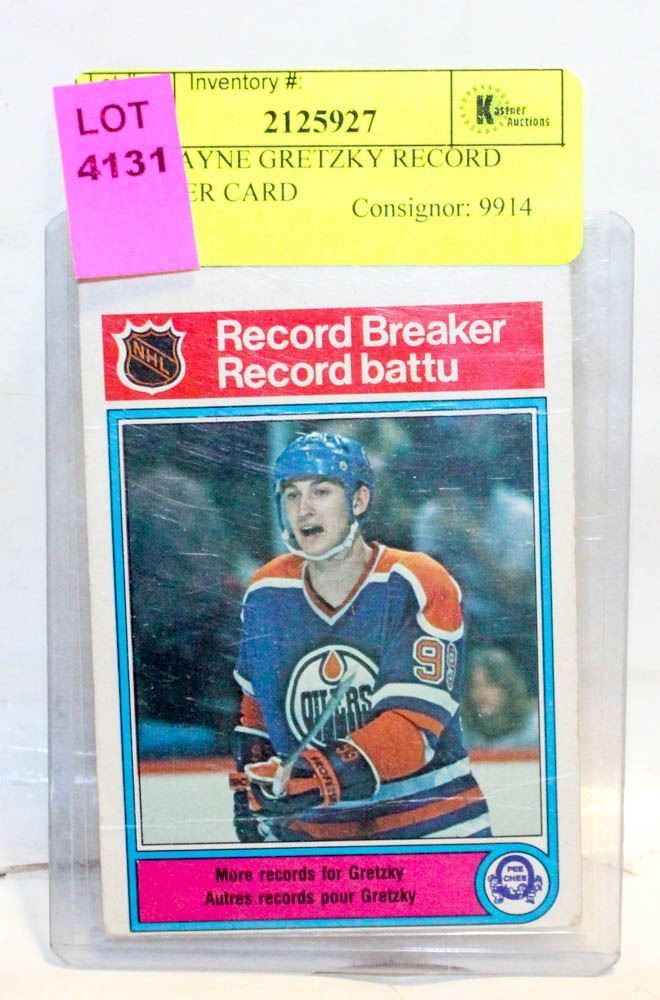 LOT
4131
Inventory #:
2125927
Kastner
Auctions
AYNE GRETZKY RECORD
ER CARD
Consignor: 9914
NHL
Record Breaker
Record battu
99
OILERS
99
More records for Gretzky
Autres records pour Gretzky
O
PEE
CHEE